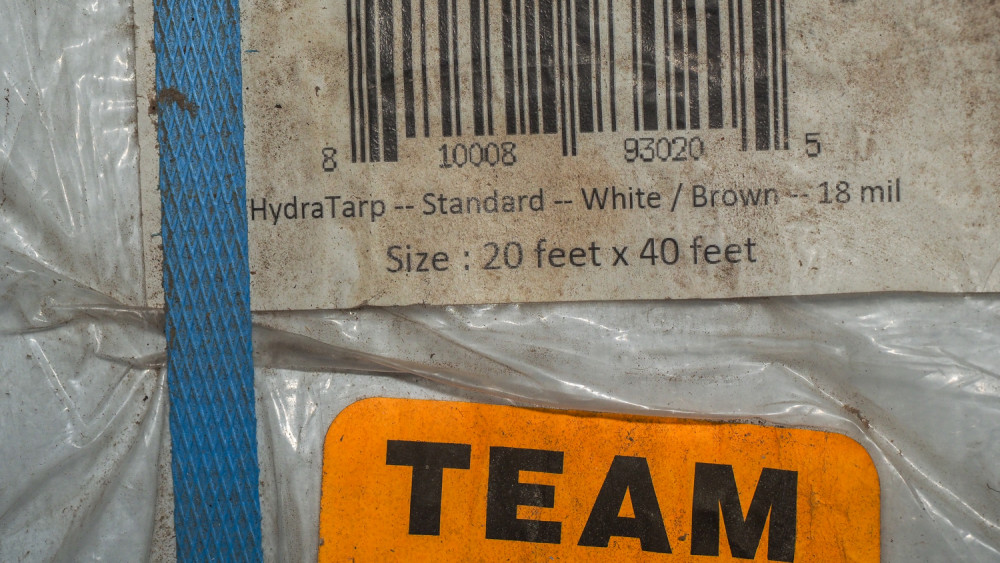 8 10008 93020 5
HydraTarp -- Standard -- White / Brown -- 18 mil
Size : 20 feet x 40 feet
TEAM